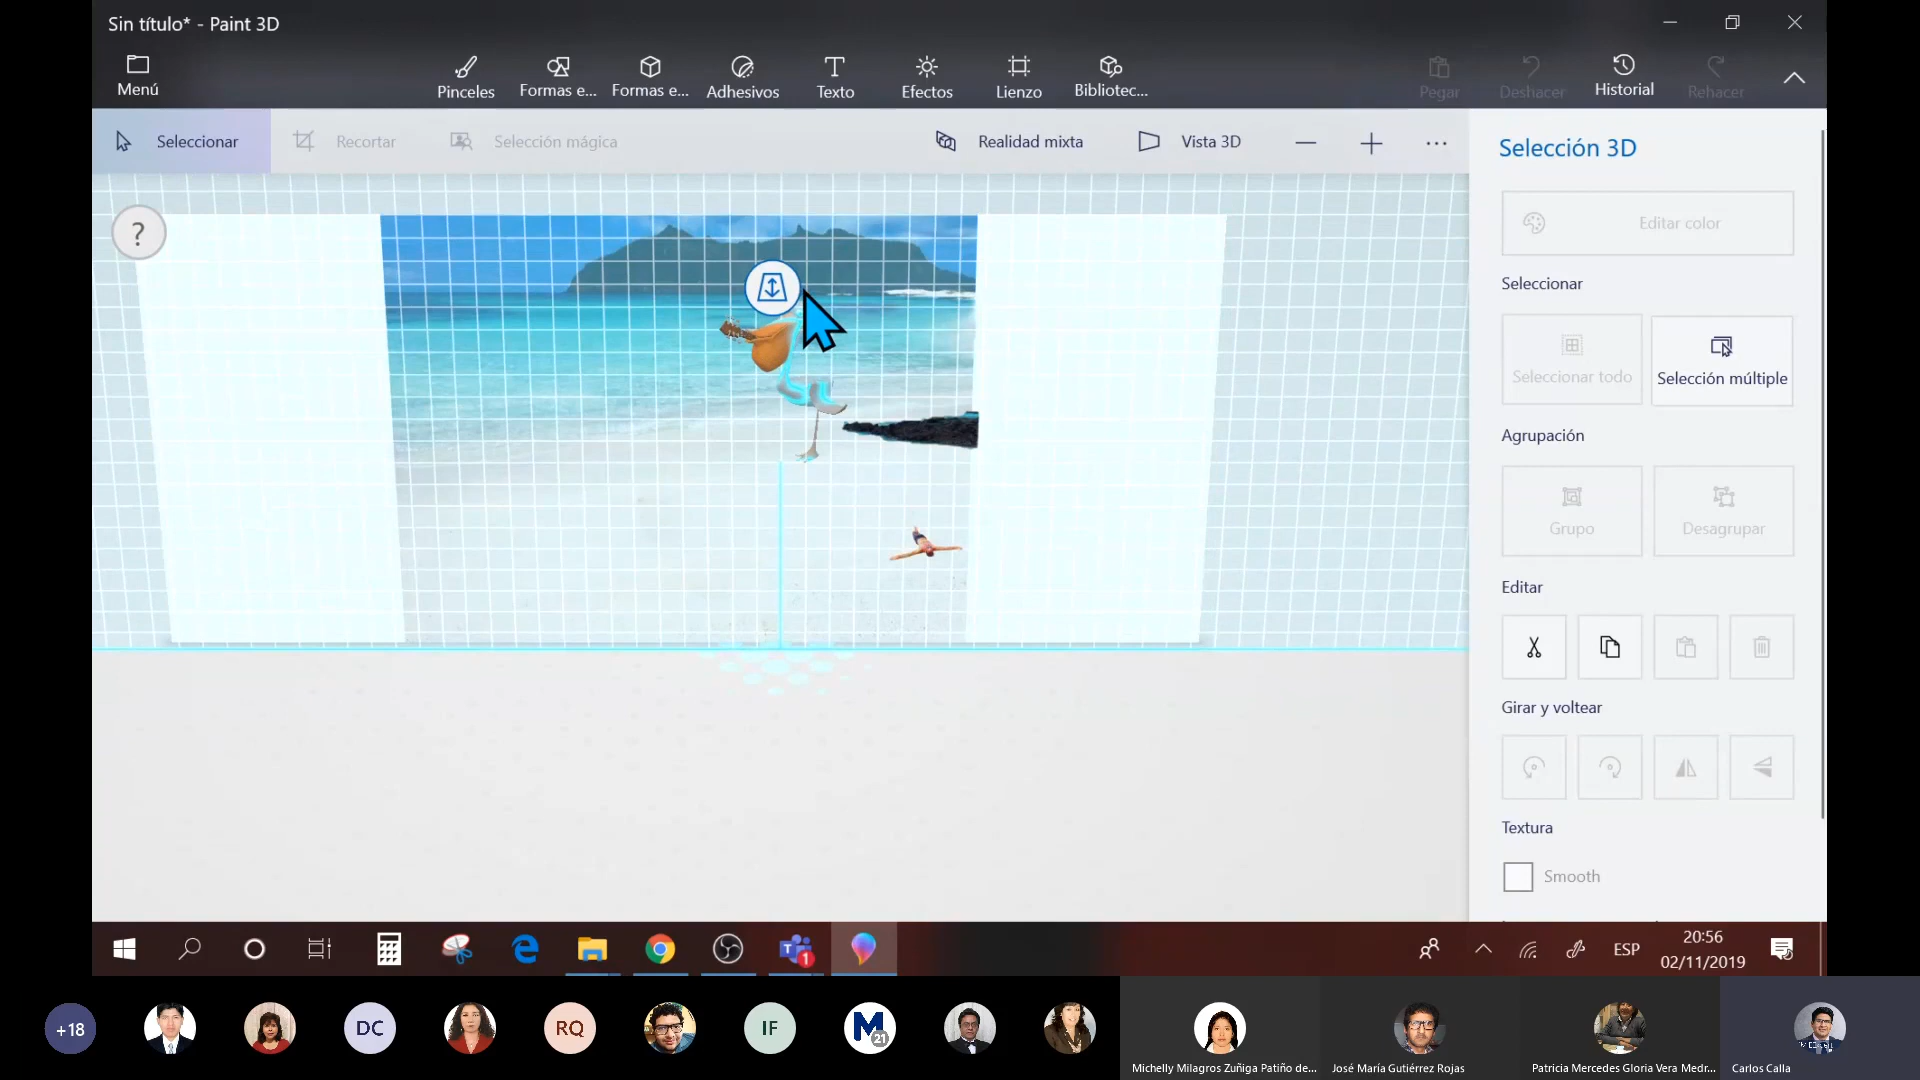 Sin título* - Paint 3D
Menú
Pinceles
Formas e...
Formas e...
Adhesivos
Texto
Efectos
Lienzo
Bibliotec...
Pegar
Deshacer
Historial
Rehacer
Seleccionar
Recortar
Selección mágica
Realidad mixta
Vista 3D
?
Selección 3D
Editar color
Seleccionar
Seleccionar todo
Selección múltiple
Agrupación
Grupo
Desagrupar
Editar
Girar y voltear
Textura
Smooth
1
ESP
20:56
02/11/2019
+18
DC
RQ
IF
M
21
Michelly Milagros Zuñiga Patiño de...
José María Gutiérrez Rojas
Patricia Mercedes Gloria Vera Medr...
Carlos Calla